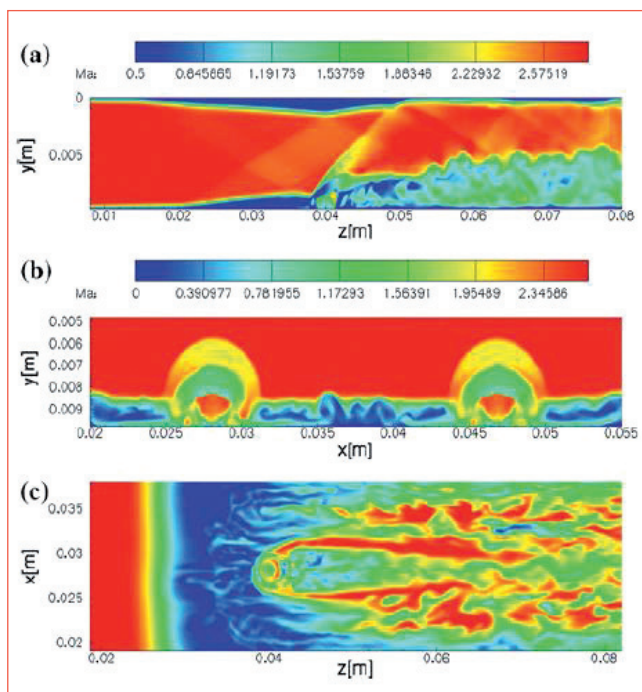 (a)
Ma: 0.5 0.845865 1.19173 1.53759 1.88346 2.22932 2.57519
0
0.005
y[m]
0.01 0.02 0.03 0.04 0.05 0.06 0.07 0.08
z[m]
(b)
Ma: 0 0.390977 0.781955 1.17293 1.56391 1.95489 2.34586
0.005
0.006
0.007
0.008
0.009
y[m]
0.02 0.025 0.03 0.035 0.04 0.045 0.05 0.055
x[m]
(c)
0.035
0.03
0.025
0.02
x[m]
0.02 0.04 0.06 0.08
z[m]